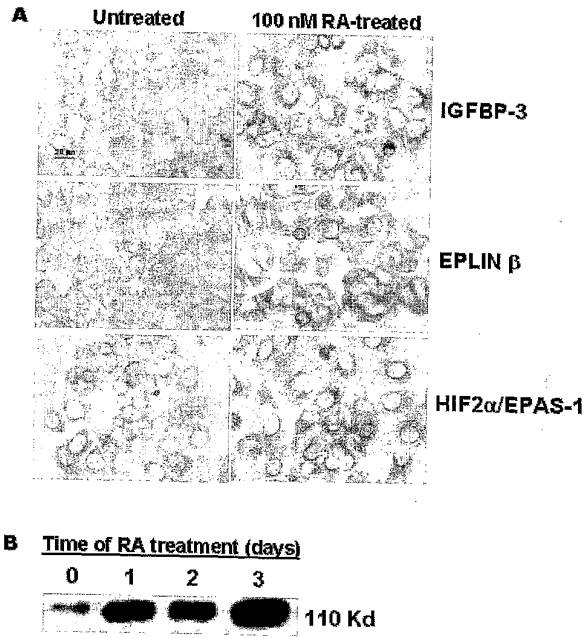 A
Untreated
100 nM RA-treated
IGFBP-3
EPLIN β
HIF2α/EPAS-1
B
Time of RA treatment (days)
0 1 2 3
110 Kd